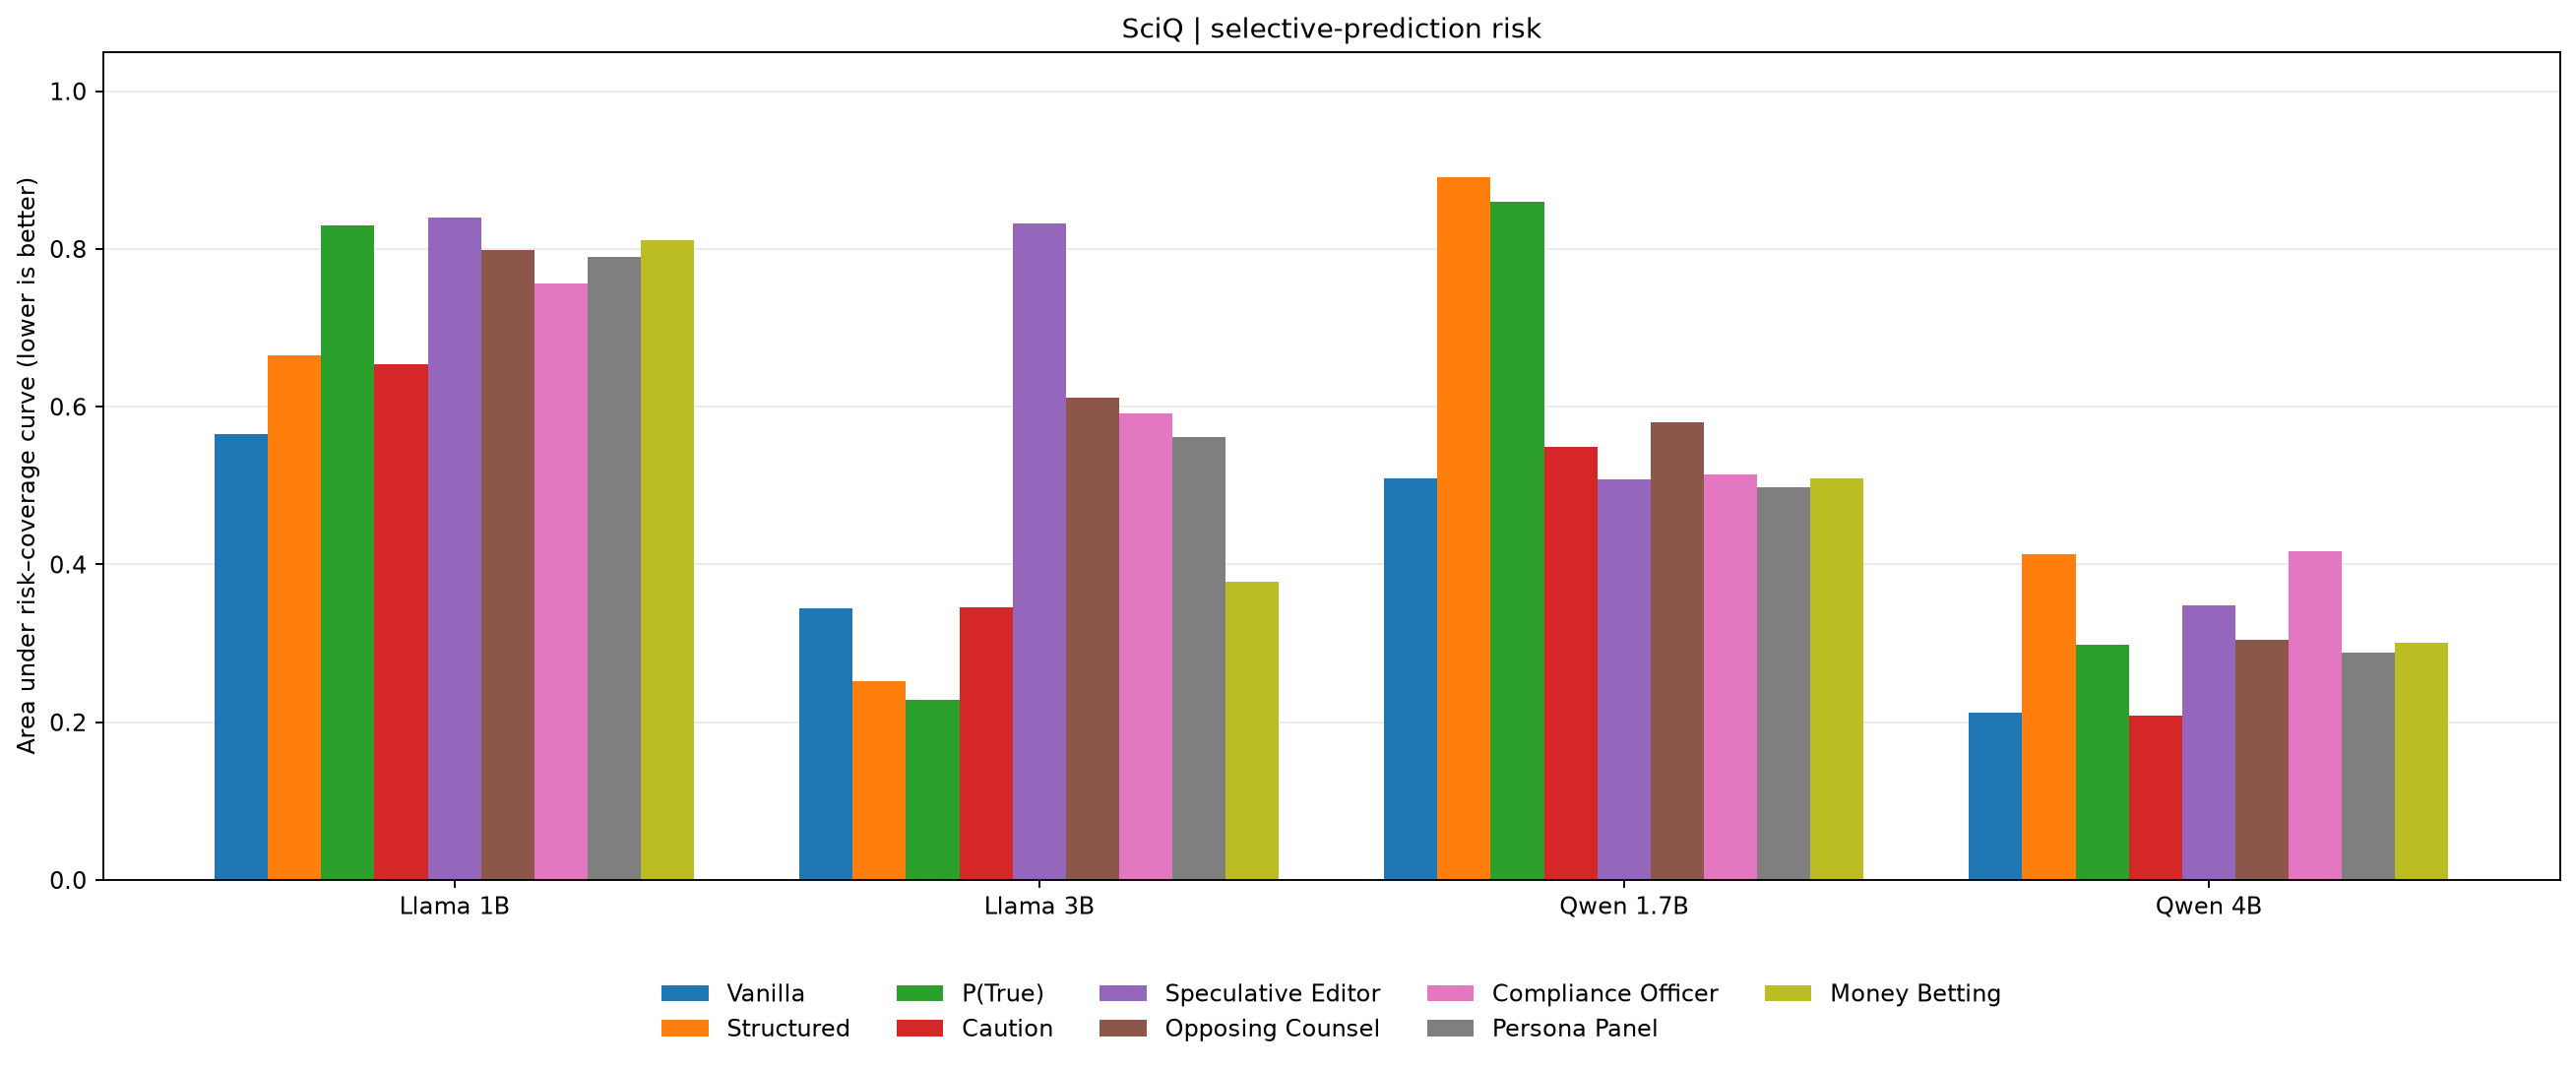 SciQ | selective-prediction risk
Area under risk–coverage curve (lower is better)
1.0
0.8
0.6
0.4
0.2
0.0
Llama 1B
Llama 3B
Qwen 1.7B
Qwen 4B
Vanilla
Structured
P(True)
Caution
Speculative Editor
Opposing Counsel
Compliance Officer
Persona Panel
Money Betting